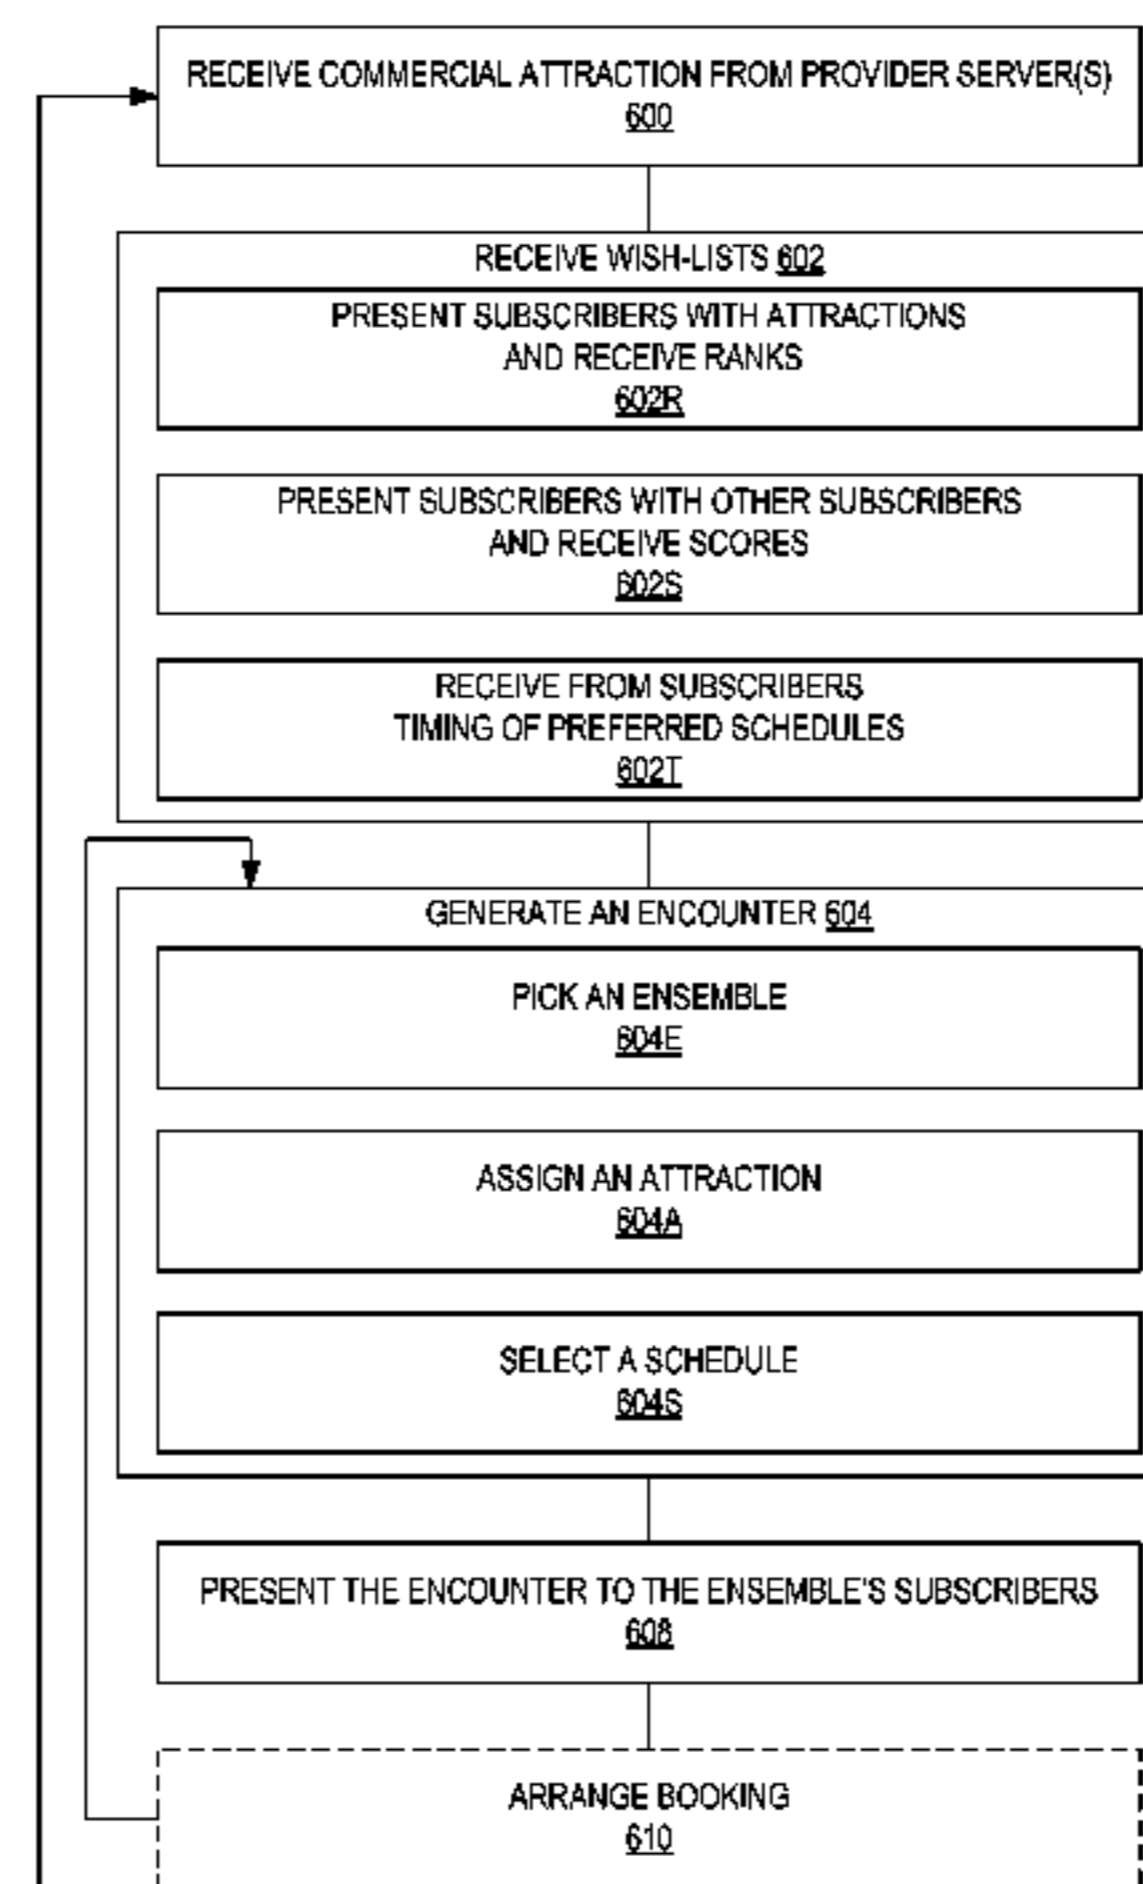 RECEIVE COMMERCIAL ATTRACTION FROM PROVIDER SERVER(S)
600
RECEIVE WISH-LISTS 602
PRESENT SUBSCRIBERS WITH ATTRACTIONS
AND RECEIVE RANKS
602R
PRESENT SUBSCRIBERS WITH OTHER SUBSCRIBERS
AND RECEIVE SCORES
602S
RECEIVE FROM SUBSCRIBERS
TIMING OF PREFERRED SCHEDULES
602T
GENERATE AN ENCOUNTER 604
PICK AN ENSEMBLE
604E
ASSIGN AN ATTRACTION
604A
SELECT A SCHEDULE
604S
PRESENT THE ENCOUNTER TO THE ENSEMBLE'S SUBSCRIBERS
608
ARRANGE BOOKING
610